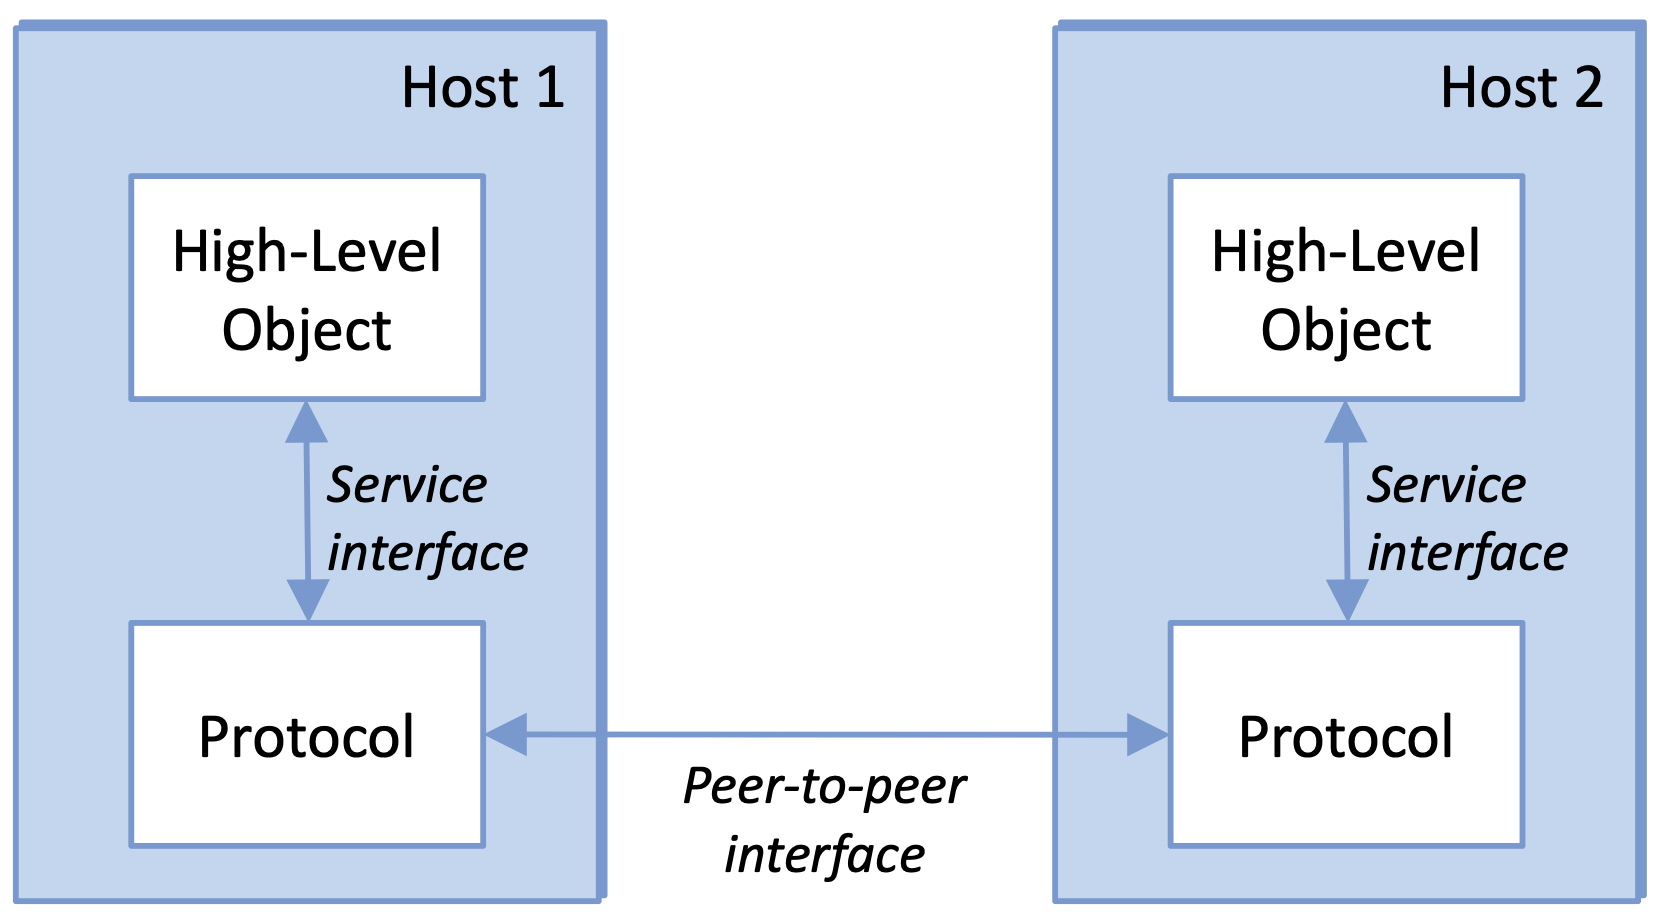 Host 1
High-Level
Object
Service
interface
Protocol
Host 2
High-Level
Object
Service
interface
Protocol
Peer-to-peer
interface